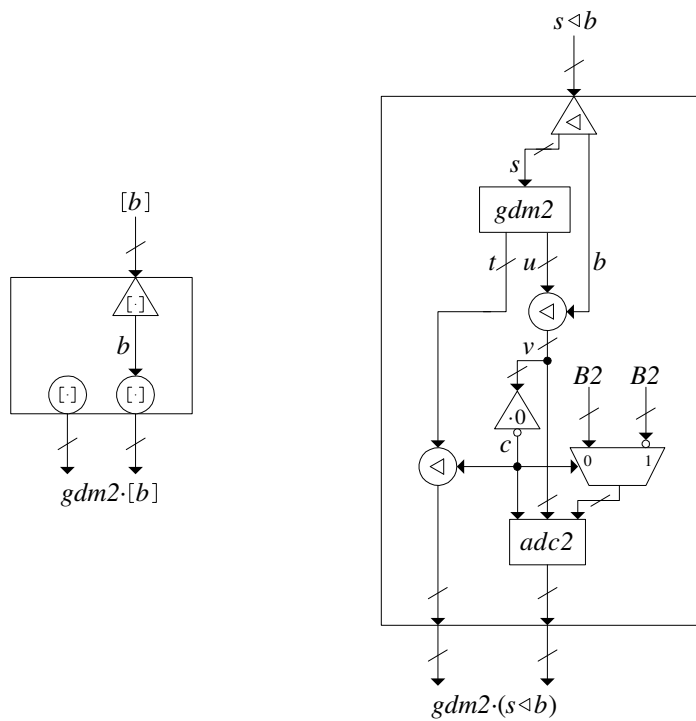 [b]
[·]
b
[·] [·]
gdm2·[b]
s◁b
◁
s
gdm2
t u b
◁
v
B2 B2
·0
c
0 1
◁
adc2
gdm2·(s◁b)